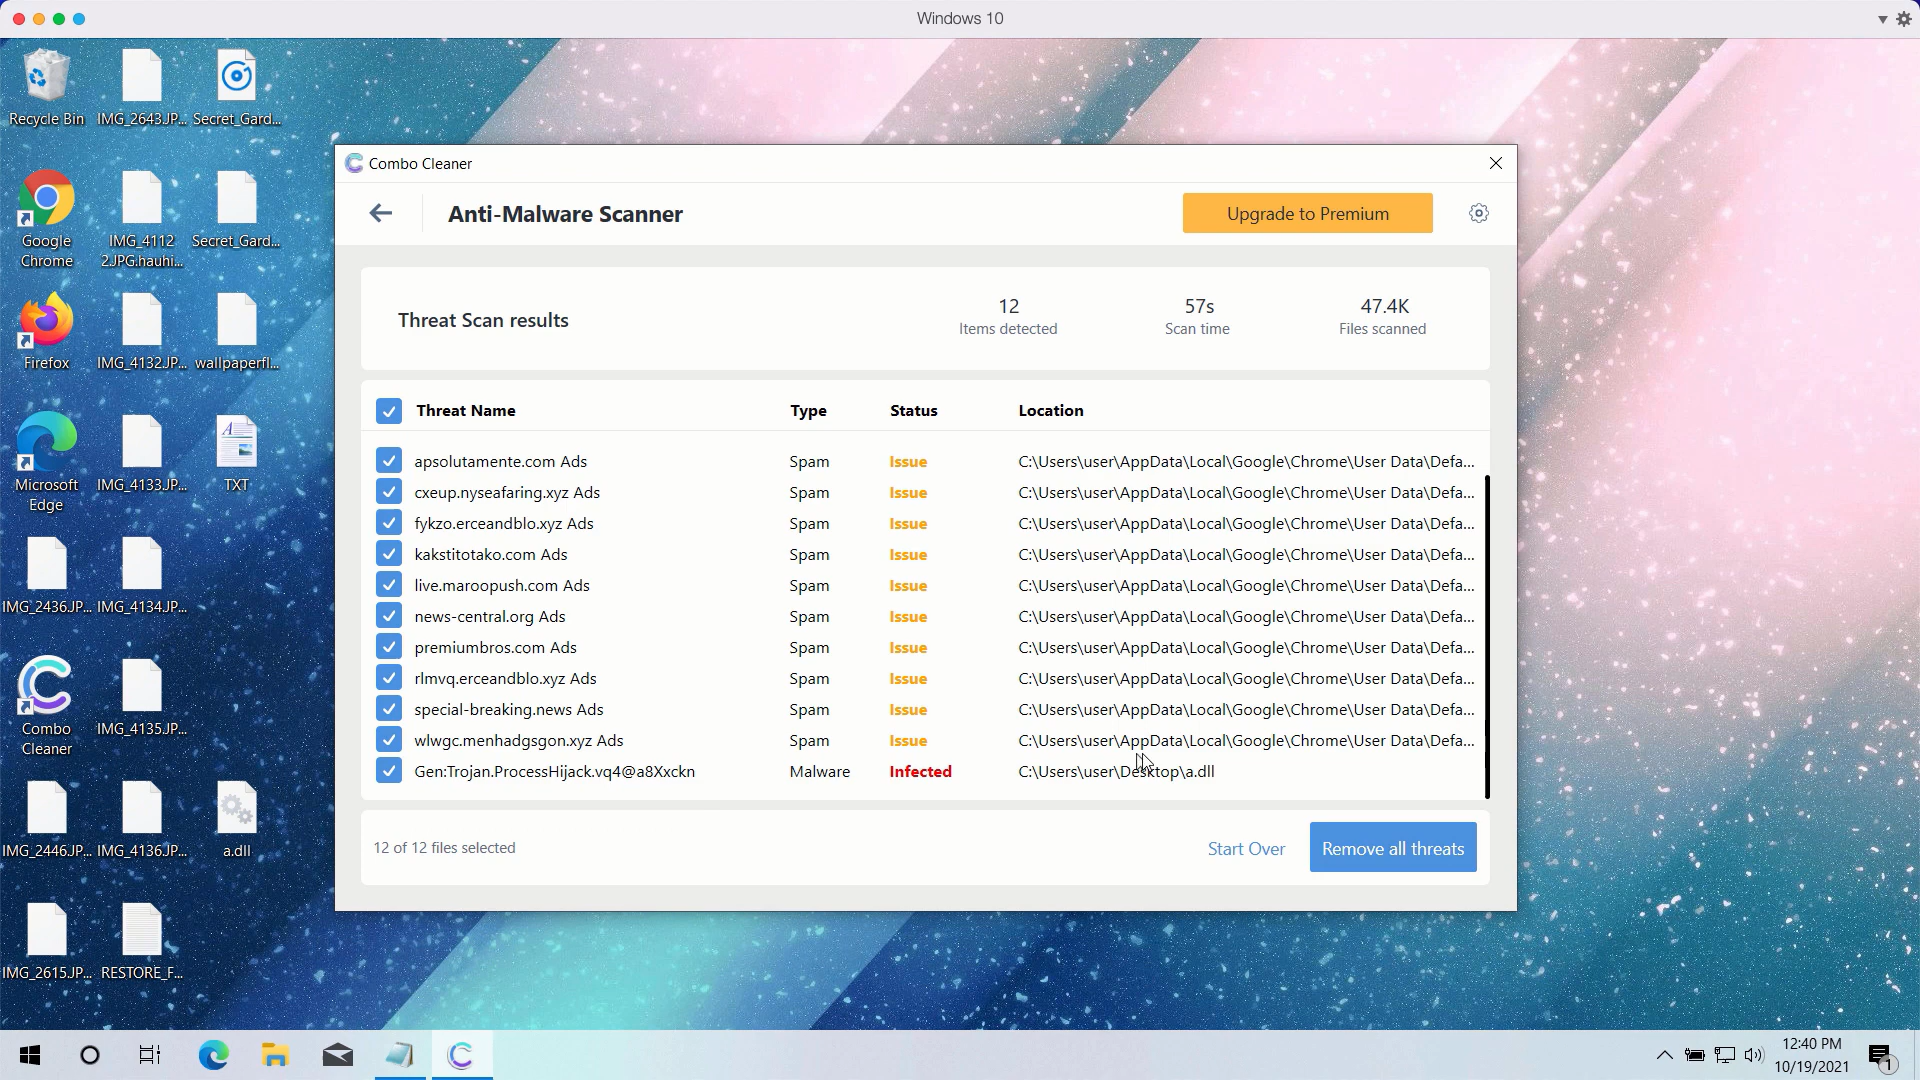 Windows 10
Recycle Bin
IMG_2643.JP...
Secret_Gard...
Google
Chrome
IMG_4112
2.JPG.hauhi...
Secret_Gard...
Firefox
IMG_4132.JP...
wallpaperfl...
Microsoft
Edge
IMG_4133.JP...
TXT
IMG_2436.JP...
IMG_4134.JP...
Combo
Cleaner
IMG_4135.JP...
IMG_2446.JP...
IMG_4136.JP...
a.dll
IMG_2615.JP...
RESTORE_F...
Combo Cleaner
Anti-Malware Scanner
Upgrade to Premium
Threat Scan results
12
Items detected
57s
Scan time
47.4K
Files scanned
Threat Name Type Status Location
apsolutamente.com Ads Spam Issue C:\Users\user\AppData\Local\Google\Chrome\User Data\Defa...
cxeup.nyseafaring.xyz Ads Spam Issue C:\Users\user\AppData\Local\Google\Chrome\User Data\Defa...
fykzo.erceandblo.xyz Ads Spam Issue C:\Users\user\AppData\Local\Google\Chrome\User Data\Defa...
kakstitotako.com Ads Spam Issue C:\Users\user\AppData\Local\Google\Chrome\User Data\Defa...
live.maroopush.com Ads Spam Issue C:\Users\user\AppData\Local\Google\Chrome\User Data\Defa...
news-central.org Ads Spam Issue C:\Users\user\AppData\Local\Google\Chrome\User Data\Defa...
premiumbros.com Ads Spam Issue C:\Users\user\AppData\Local\Google\Chrome\User Data\Defa...
rlmvq.erceandblo.xyz Ads Spam Issue C:\Users\user\AppData\Local\Google\Chrome\User Data\Defa...
special-breaking.news Ads Spam Issue C:\Users\user\AppData\Local\Google\Chrome\User Data\Defa...
wlwgc.menhadgsgon.xyz Ads Spam Issue C:\Users\user\AppData\Local\Google\Chrome\User Data\Defa...
Gen:Trojan.ProcessHijack.vq4@a8Xxckn Malware Infected C:\Users\user\Desktop\a.dll
12 of 12 files selected
Start Over
Remove all threats
12:40 PM
10/19/2021
1